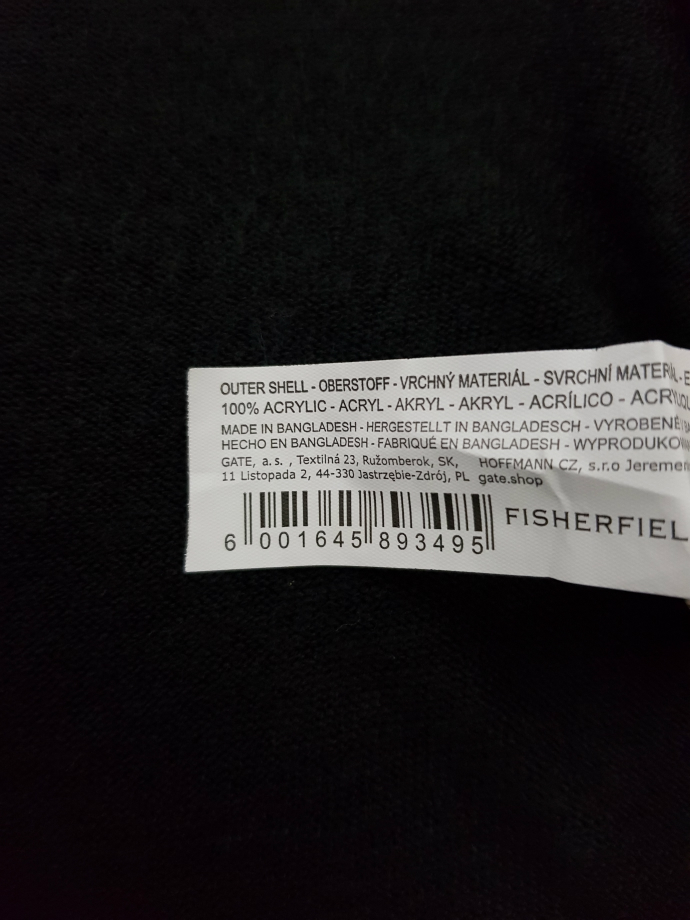 OUTER SHELL - OBERSTOFF - VRCHNÝ MATERIÁL - SVRCHNÍ
100% ACRYLIC - ACRYL - AKRYL - AKRYL - ACRÍLICO -
MADE IN BANGLADESH - HERGESTELLT IN BANGLADESCH - VYROBENÉ
HECHO EN BANGLADESH - FABRIQUÉ EN BANGLADESH -
GATE, a.s. , Textilná 23, Ružomberok, SK, HOFFMANN CZ, s.r.o
11 Listopada 2, 44-330 Jastrzębie-Zdrój, PL gate.shop
6 001645 893495
FISHERFIEL